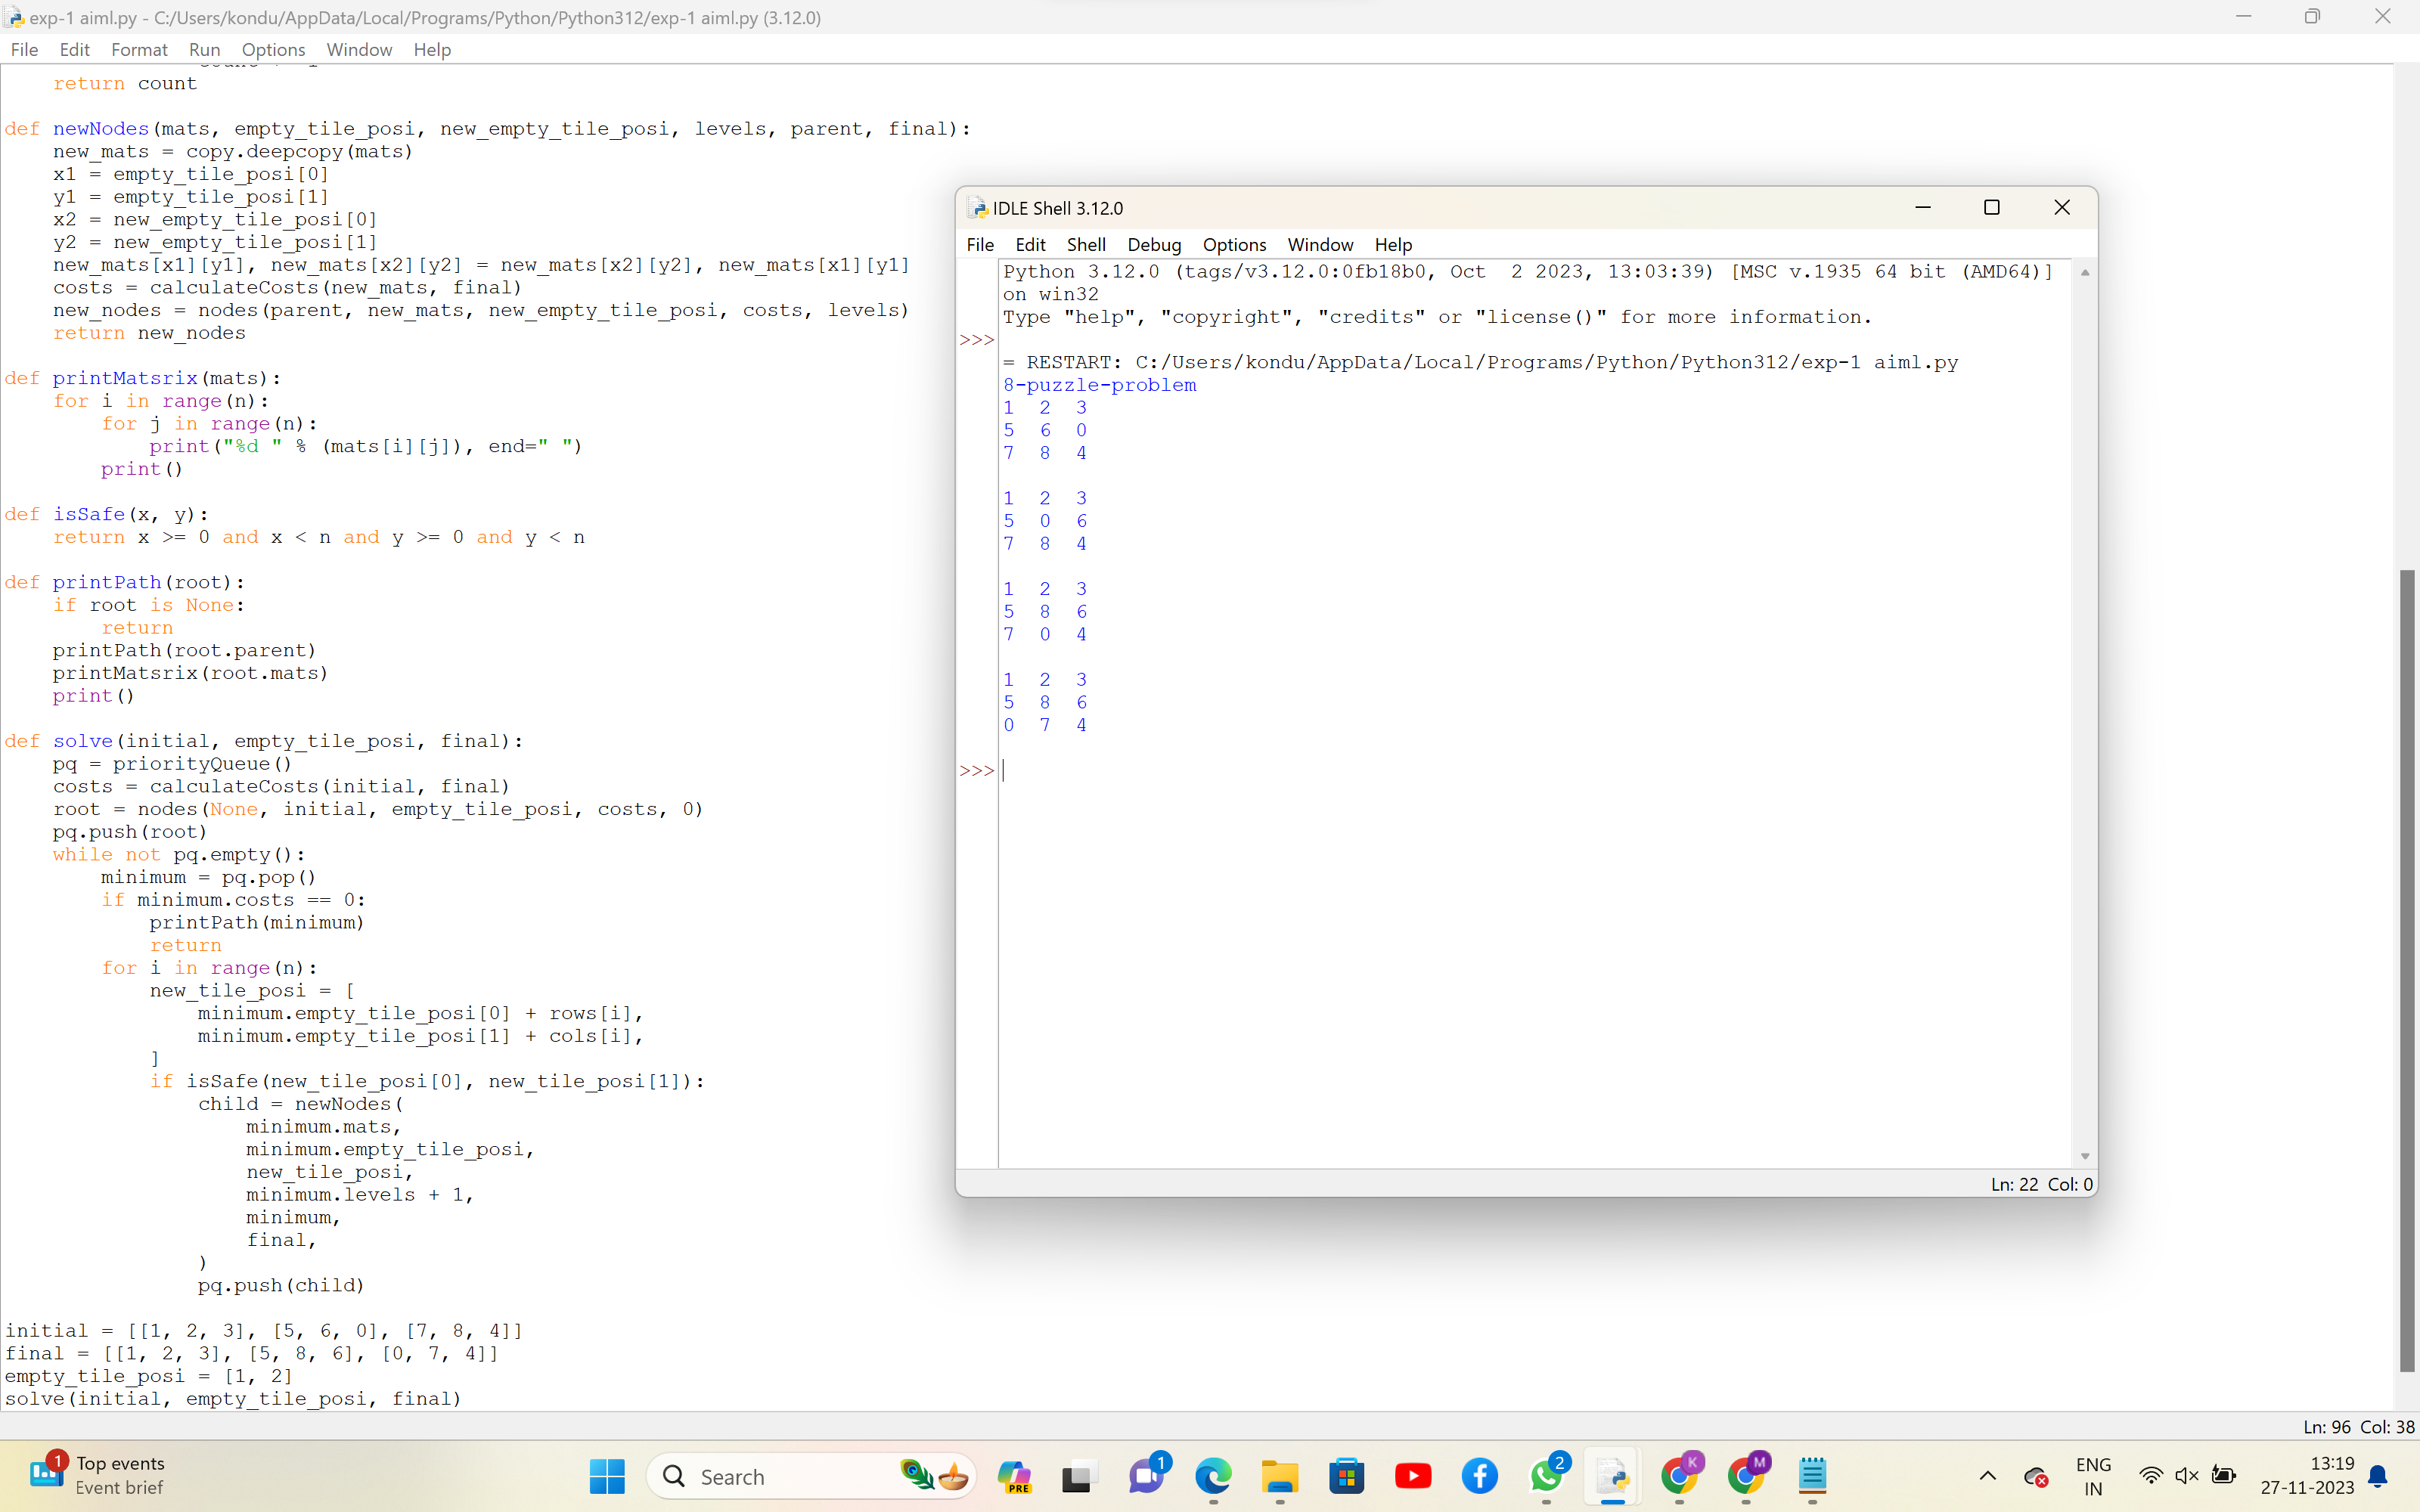 exp-1 aiml.py - C:/Users/kondu/AppData/Local/Programs/Python/Python312/exp-1 aiml.py (3.12.0)
File Edit Format Run Options Window Help
    return count

def newNodes(mats, empty_tile_posi, new_empty_tile_posi, levels, parent, final):
    new_mats = copy.deepcopy(mats)
    x1 = empty_tile_posi[0]
    y1 = empty_tile_posi[1]
    x2 = new_empty_tile_posi[0]
    y2 = new_empty_tile_posi[1]
    new_mats[x1][y1], new_mats[x2][y2] = new_mats[x2][y2], new_mats[x1][y1]
    costs = calculateCosts(new_mats, final)
    new_nodes = nodes(parent, new_mats, new_empty_tile_posi, costs, levels)
    return new_nodes

def printMatsrix(mats):
    for i in range(n):
        for j in range(n):
            print("%d " % (mats[i][j]), end=" ")
        print()

def isSafe(x, y):
    return x >= 0 and x < n and y >= 0 and y < n

def printPath(root):
    if root is None:
        return
    printPath(root.parent)
    printMatsrix(root.mats)
    print()

def solve(initial, empty_tile_posi, final):
    pq = priorityQueue()
    costs = calculateCosts(initial, final)
    root = nodes(None, initial, empty_tile_posi, costs, 0)
    pq.push(root)
    while not pq.empty():
        minimum = pq.pop()
        if minimum.costs == 0:
            printPath(minimum)
            return
        for i in range(n):
            new_tile_posi = [
                minimum.empty_tile_posi[0] + rows[i],
                minimum.empty_tile_posi[1] + cols[i],
            ]
            if isSafe(new_tile_posi[0], new_tile_posi[1]):
                child = newNodes(
                    minimum.mats,
                    minimum.empty_tile_posi,
                    new_tile_posi,
                    minimum.levels + 1,
                    minimum,
                    final,
                )
                pq.push(child)

initial = [[1, 2, 3], [5, 6, 0], [7, 8, 4]]
final = [[1, 2, 3], [5, 8, 6], [0, 7, 4]]
empty_tile_posi = [1, 2]
solve(initial, empty_tile_posi, final)
Ln: 96 Col: 38
IDLE Shell 3.12.0
File Edit Shell Debug Options Window Help
Python 3.12.0 (tags/v3.12.0:0fb18b0, Oct  2 2023, 13:03:39) [MSC v.1935 64 bit (AMD64)]
on win32
Type "help", "copyright", "credits" or "license()" for more information.
>>>
= RESTART: C:/Users/kondu/AppData/Local/Programs/Python/Python312/exp-1 aiml.py
8-puzzle-problem
1  2  3
5  6  0
7  8  4

1  2  3
5  0  6
7  8  4

1  2  3
5  8  6
7  0  4

1  2  3
5  8  6
0  7  4

>>>
Ln: 22 Col: 0
1
Top events
Event brief
Search
PRE
1
2
K
M
ENG
IN
13:19
27-11-2023